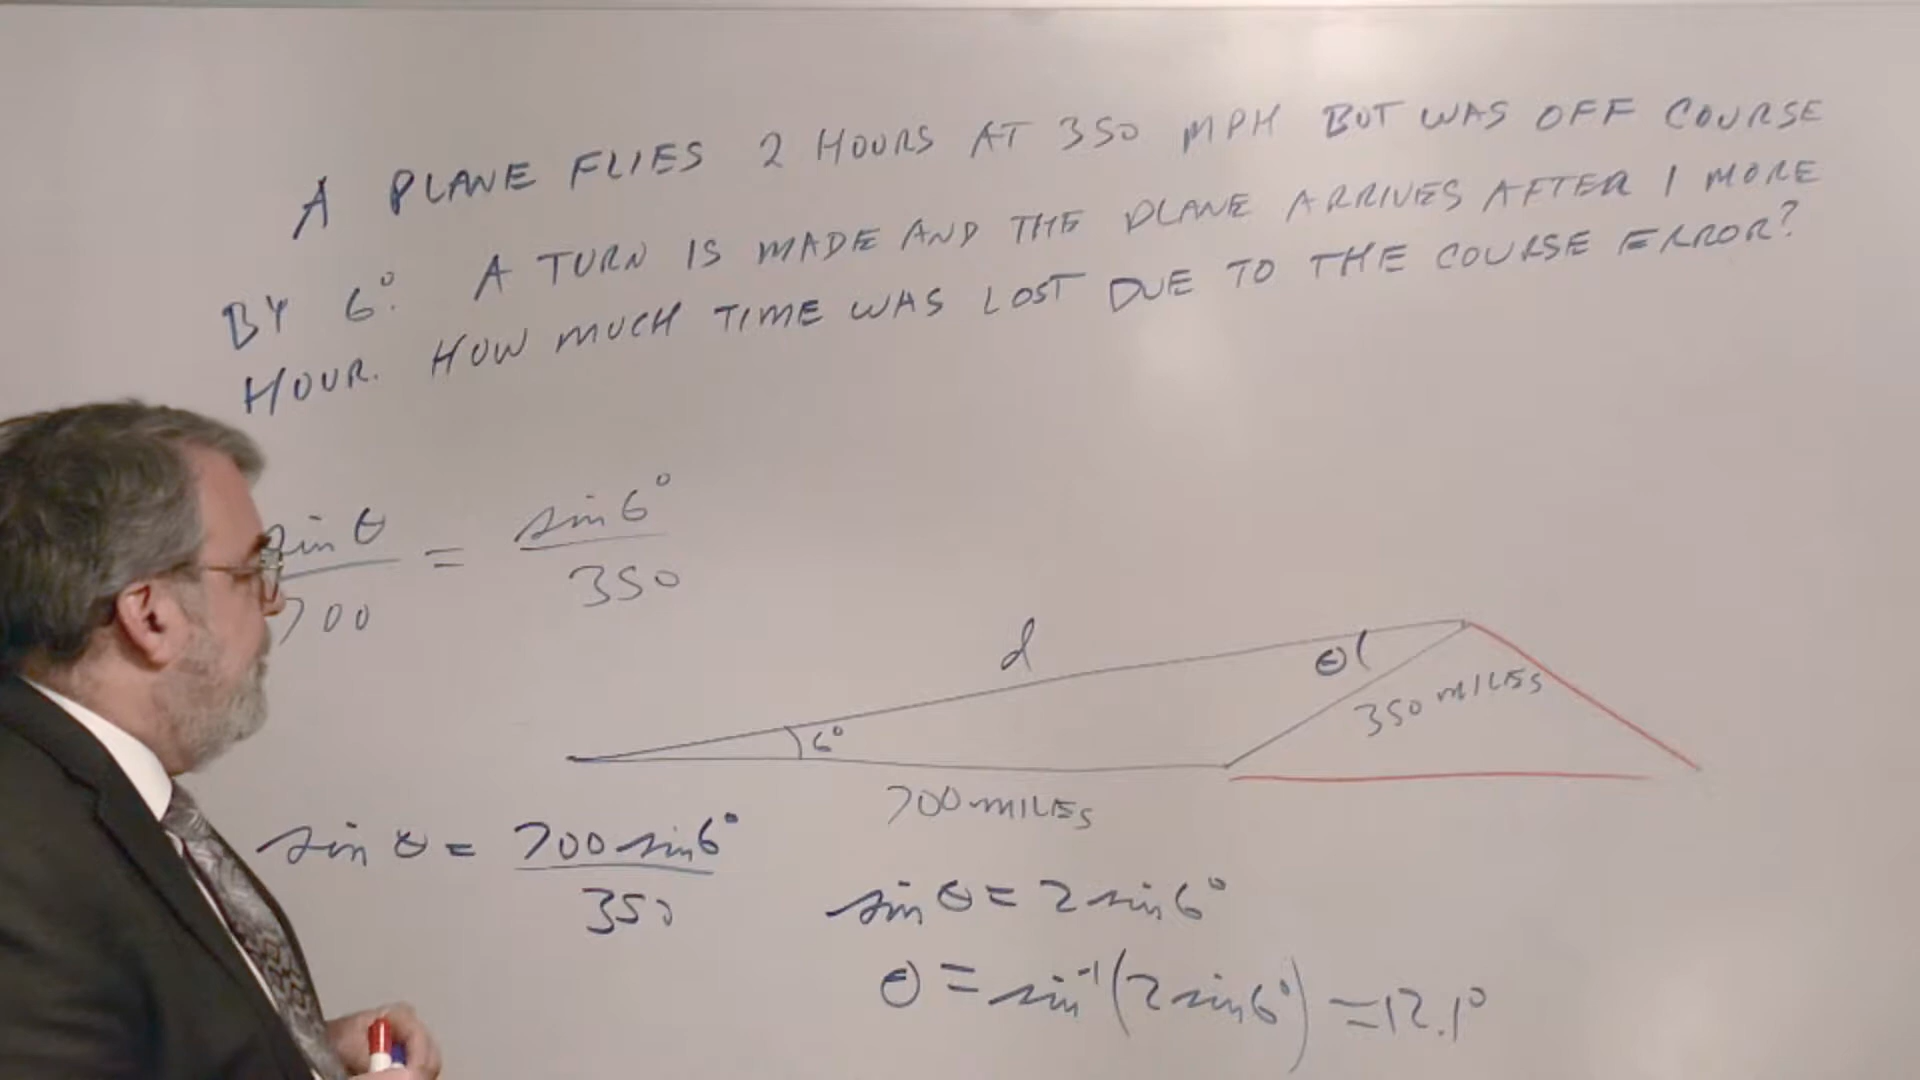 A PLANE FLIES 2 HOURS AT 350 MPH BUT WAS OFF COURSE
BY 6°. A TURN IS MADE AND THE PLANE ARRIVES AFTER 1 MORE
HOUR. HOW MUCH TIME WAS LOST DUE TO THE COURSE ERROR?
sin θ / 700 = sin 6° / 350
d
θ
350 MILES
6°
700 MILES
sin θ = 700 sin 6° / 350
sin θ = 2 sin 6°
θ = sin⁻¹(2 sin 6°) = 12.1°